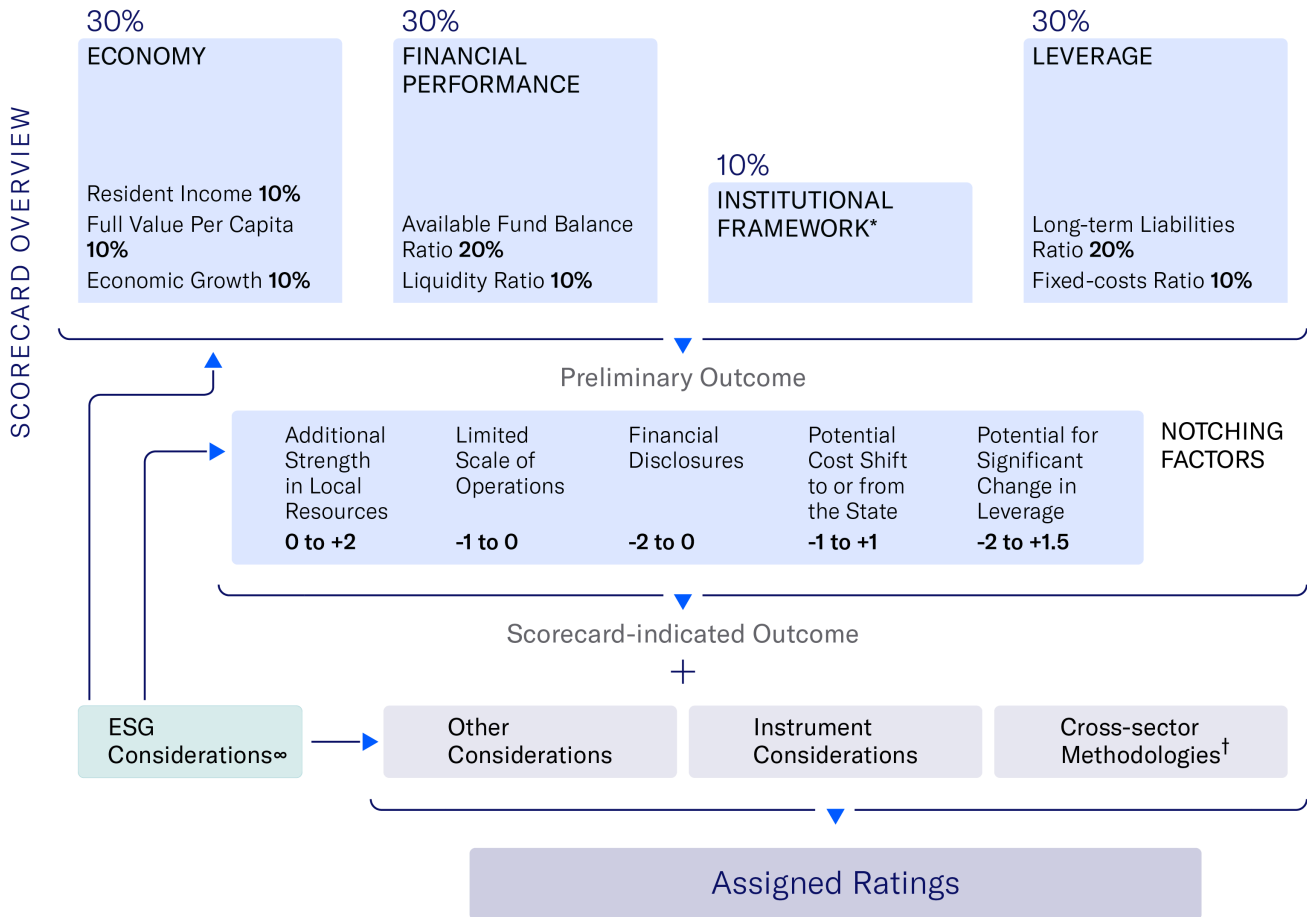 SCORECARD OVERVIEW
30%
ECONOMY
Resident Income 10%
Full Value Per Capita
10%
Economic Growth 10%
30%
FINANCIAL
PERFORMANCE
Available Fund Balance
Ratio 20%
Liquidity Ratio 10%
10%
INSTITUTIONAL
FRAMEWORK*
30%
LEVERAGE
Long-term Liabilities
Ratio 20%
Fixed-costs Ratio 10%
Preliminary Outcome
Additional
Strength
in Local
Resources
0 to +2
Limited
Scale of
Operations
-1 to 0
Financial
Disclosures
-2 to 0
Potential
Cost Shift
to or from
the State
-1 to +1
Potential for
Significant
Change in
Leverage
-2 to +1.5
NOTCHING
FACTORS
Scorecard-indicated Outcome
+
ESG
Considerations∞
Other
Considerations
Instrument
Considerations
Cross-sector
Methodologies†
Assigned Ratings